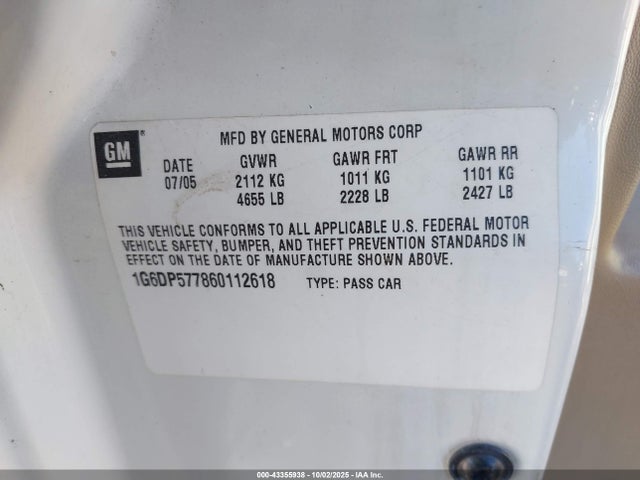 GM ®
MFD BY GENERAL MOTORS CORP
DATE GVWR GAWR FRT GAWR RR
07/05 2112 KG 1011 KG 1101 KG
4655 LB 2228 LB 2427 LB
THIS VEHICLE CONFORMS TO ALL APPLICABLE U.S. FEDERAL MOTOR
VEHICLE SAFETY, BUMPER, AND THEFT PREVENTION STANDARDS IN
EFFECT ON THE DATE OF MANUFACTURE SHOWN ABOVE.
1G6DP577860112618 TYPE: PASS CAR
000-43355938 - 10/02/2025 - IAA Inc.